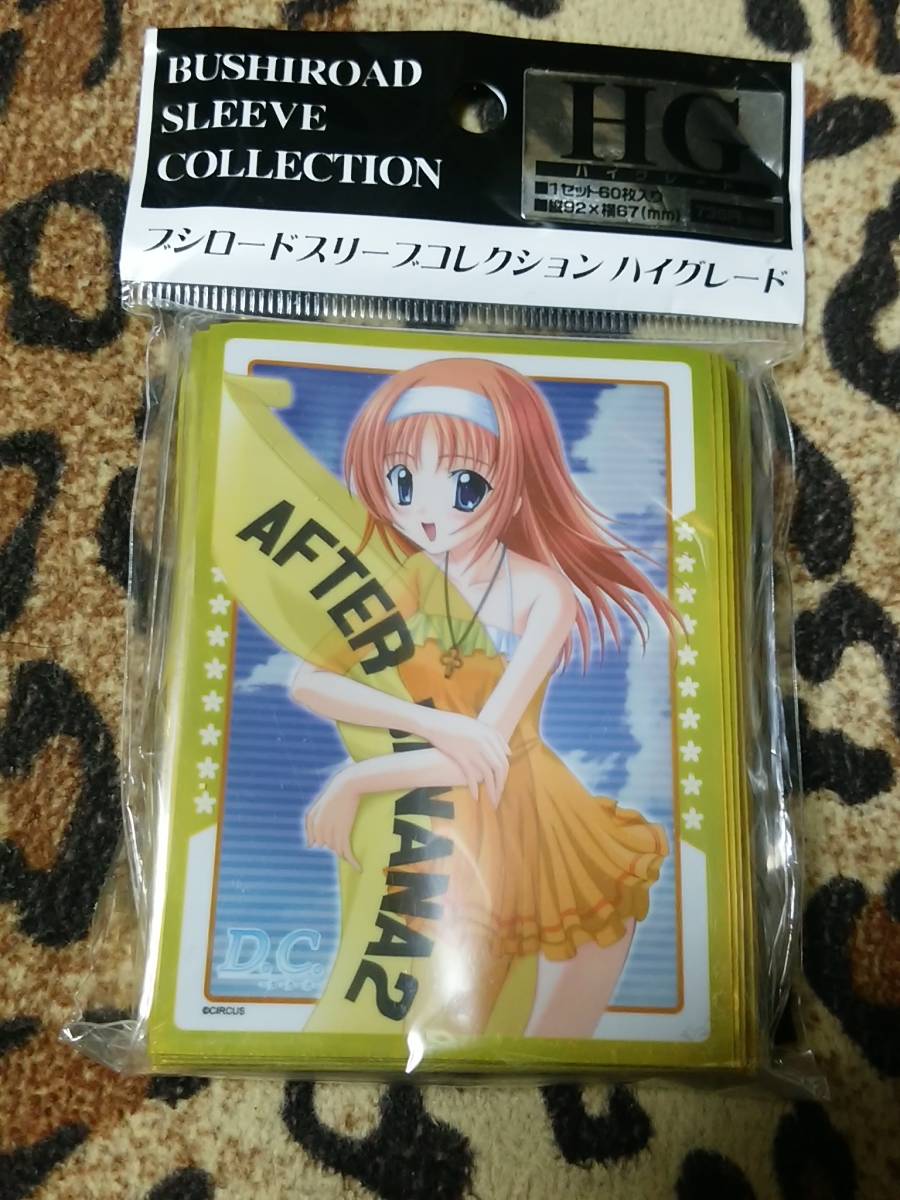 BUSHIROAD
SLEEVE
COLLECTION
HG
ハイグレード
■1セット60枚入り
■縦92×横67(mm)
ブシロードスリーブコレクション ハイグレード
AFTER
BANANA2
D.C.
©CIRCUS